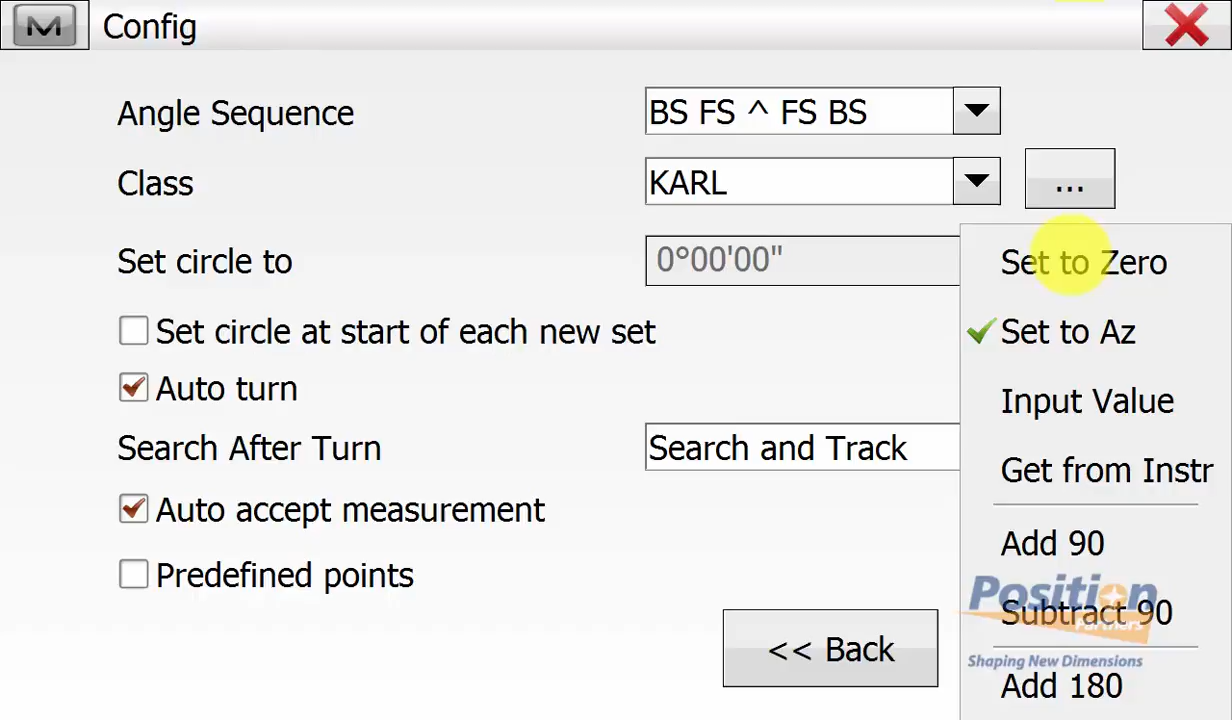 Config
Angle Sequence
BS FS ^ FS BS
Class
KARL
...
Set circle to
0°00'00"
Set to Zero
Set circle at start of each new set
Set to Az
Auto turn
Input Value
Search After Turn
Search and Track
Get from Instr
Auto accept measurement
Add 90
Predefined points
Position
Partners
Subtract 90
<< Back
Shaping New Dimensions
Add 180